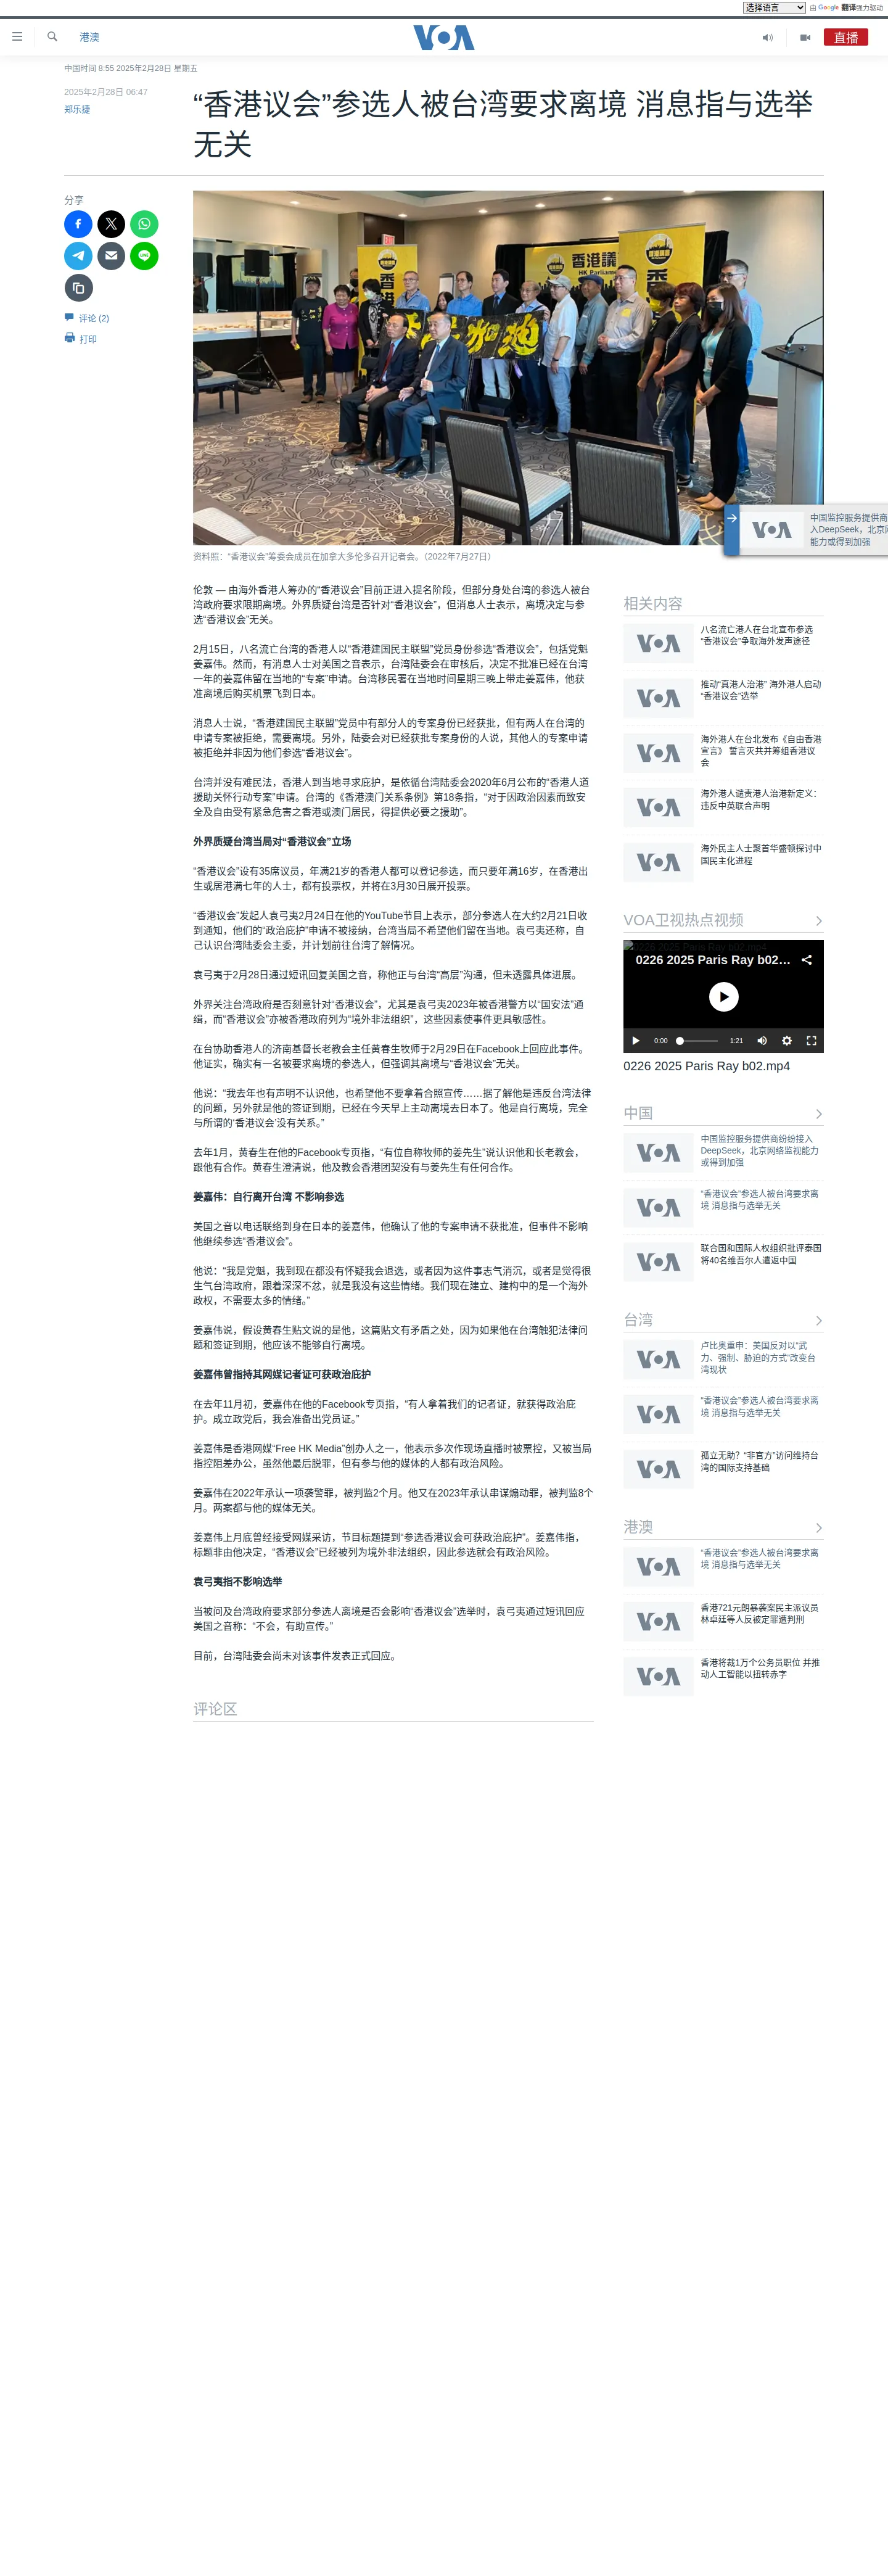 选择语言 由 Google 翻译强力驱动
港澳
VOA
直播
中国时间 8:55 2025年2月28日 星期五
2025年2月28日 06:47
郑乐捷
“香港议会”参选人被台湾要求离境 消息指与选举
无关
分享
评论 (2)
打印
香港議
HK Parliame
资料照：“香港议会”筹委会成员在加拿大多伦多召开记者会。（2022年7月27日）
中国监控服务提供商
入DeepSeek，北京网
能力或得到加强
伦敦 — 由海外香港人筹办的“香港议会”目前正进入提名阶段，但部分身处台湾的参选人被台
湾政府要求限期离境。外界质疑台湾是否针对“香港议会”，但消息人士表示，离境决定与参
选“香港议会”无关。
2月15日，八名流亡台湾的香港人以“香港建国民主联盟”党员身份参选“香港议会”，包括党魁
姜嘉伟。然而，有消息人士对美国之音表示，台湾陆委会在审核后，决定不批准已经在台湾
一年的姜嘉伟留在当地的“专案”申请。台湾移民署在当地时间星期三晚上带走姜嘉伟，他获
准离境后购买机票飞到日本。
消息人士说，“香港建国民主联盟”党员中有部分人的专案身份已经获批，但有两人在台湾的
申请专案被拒绝，需要离境。另外，陆委会对已经获批专案身份的人说，其他人的专案申请
被拒绝并非因为他们参选“香港议会”。
台湾并没有难民法，香港人到当地寻求庇护，是依循台湾陆委会2020年6月公布的“香港人道
援助关怀行动专案”申请。台湾的《香港澳门关系条例》第18条指，“对于因政治因素而致安
全及自由受有紧急危害之香港或澳门居民，得提供必要之援助”。
外界质疑台湾当局对“香港议会”立场
“香港议会”设有35席议员，年满21岁的香港人都可以登记参选，而只要年满16岁，在香港出
生或居港满七年的人士，都有投票权，并将在3月30日展开投票。
“香港议会”发起人袁弓夷2月24日在他的YouTube节目上表示，部分参选人在大约2月21日收
到通知，他们的“政治庇护”申请不被接纳，台湾当局不希望他们留在当地。袁弓夷还称，自
己认识台湾陆委会主委，并计划前往台湾了解情况。
袁弓夷于2月28日通过短讯回复美国之音，称他正与台湾“高层”沟通，但未透露具体进展。
外界关注台湾政府是否刻意针对“香港议会”，尤其是袁弓夷2023年被香港警方以“国安法”通
缉，而“香港议会”亦被香港政府列为“境外非法组织”，这些因素使事件更具敏感性。
在台协助香港人的济南基督长老教会主任黄春生牧师于2月29日在Facebook上回应此事件。
他证实，确实有一名被要求离境的参选人，但强调其离境与“香港议会”无关。
他说：“我去年也有声明不认识他，也希望他不要拿着合照宣传……据了解他是违反台湾法律
的问题，另外就是他的签证到期，已经在今天早上主动离境去日本了。他是自行离境，完全
与所谓的‘香港议会’没有关系。”
去年1月，黄春生在他的Facebook专页指，“有位自称牧师的姜先生”说认识他和长老教会，
跟他有合作。黄春生澄清说，他及教会香港团契没有与姜先生有任何合作。
姜嘉伟：自行离开台湾 不影响参选
美国之音以电话联络到身在日本的姜嘉伟，他确认了他的专案申请不获批准，但事件不影响
他继续参选“香港议会”。
他说：“我是党魁，我到现在都没有怀疑我会退选，或者因为这件事志气消沉，或者是觉得很
生气台湾政府，跟着深深不忿，就是我没有这些情绪。我们现在建立、建构中的是一个海外
政权，不需要太多的情绪。”
姜嘉伟说，假设黄春生贴文说的是他，这篇贴文有矛盾之处，因为如果他在台湾触犯法律问
题和签证到期，他应该不能够自行离境。
姜嘉伟曾指持其网媒记者证可获政治庇护
在去年11月初，姜嘉伟在他的Facebook专页指，“有人拿着我们的记者证，就获得政治庇
护。成立政党后，我会准备出党员证。”
姜嘉伟是香港网媒“Free HK Media”创办人之一，他表示多次作现场直播时被票控，又被当局
指控阻差办公，虽然他最后脱罪，但有参与他的媒体的人都有政治风险。
姜嘉伟在2022年承认一项袭警罪，被判监2个月。他又在2023年承认串谋煽动罪，被判监8个
月。两案都与他的媒体无关。
姜嘉伟上月底曾经接受网媒采访，节目标题提到“参选香港议会可获政治庇护”。姜嘉伟指，
标题非由他决定，“香港议会”已经被列为境外非法组织，因此参选就会有政治风险。
袁弓夷指不影响选举
当被问及台湾政府要求部分参选人离境是否会影响“香港议会”选举时，袁弓夷通过短讯回应
美国之音称：“不会，有助宣传。”
目前，台湾陆委会尚未对该事件发表正式回应。
评论区
相关内容
八名流亡港人在台北宣布参选
“香港议会”争取海外发声途径
推动“真港人治港” 海外港人启动
“香港议会”选举
海外港人在台北发布《自由香港
宣言》 誓言灭共并筹组香港议
会
海外港人谴责港人治港新定义：
违反中英联合声明
海外民主人士聚首华盛顿探讨中
国民主化进程
VOA卫视热点视频
0226 2025 Paris Ray b02.mp4
0226 2025 Paris Ray b02...
0:00 1:21
0226 2025 Paris Ray b02.mp4
中国
中国监控服务提供商纷纷接入
DeepSeek，北京网络监视能力
或得到加强
“香港议会”参选人被台湾要求离
境 消息指与选举无关
联合国和国际人权组织批评泰国
将40名维吾尔人遣返中国
台湾
卢比奥重申：美国反对以“武
力、强制、胁迫的方式”改变台
湾现状
“香港议会”参选人被台湾要求离
境 消息指与选举无关
孤立无助？“非官方”访问维持台
湾的国际支持基础
港澳
“香港议会”参选人被台湾要求离
境 消息指与选举无关
香港721元朗暴袭案民主派议员
林卓廷等人反被定罪遭判刑
香港将裁1万个公务员职位 并推
动人工智能以扭转赤字